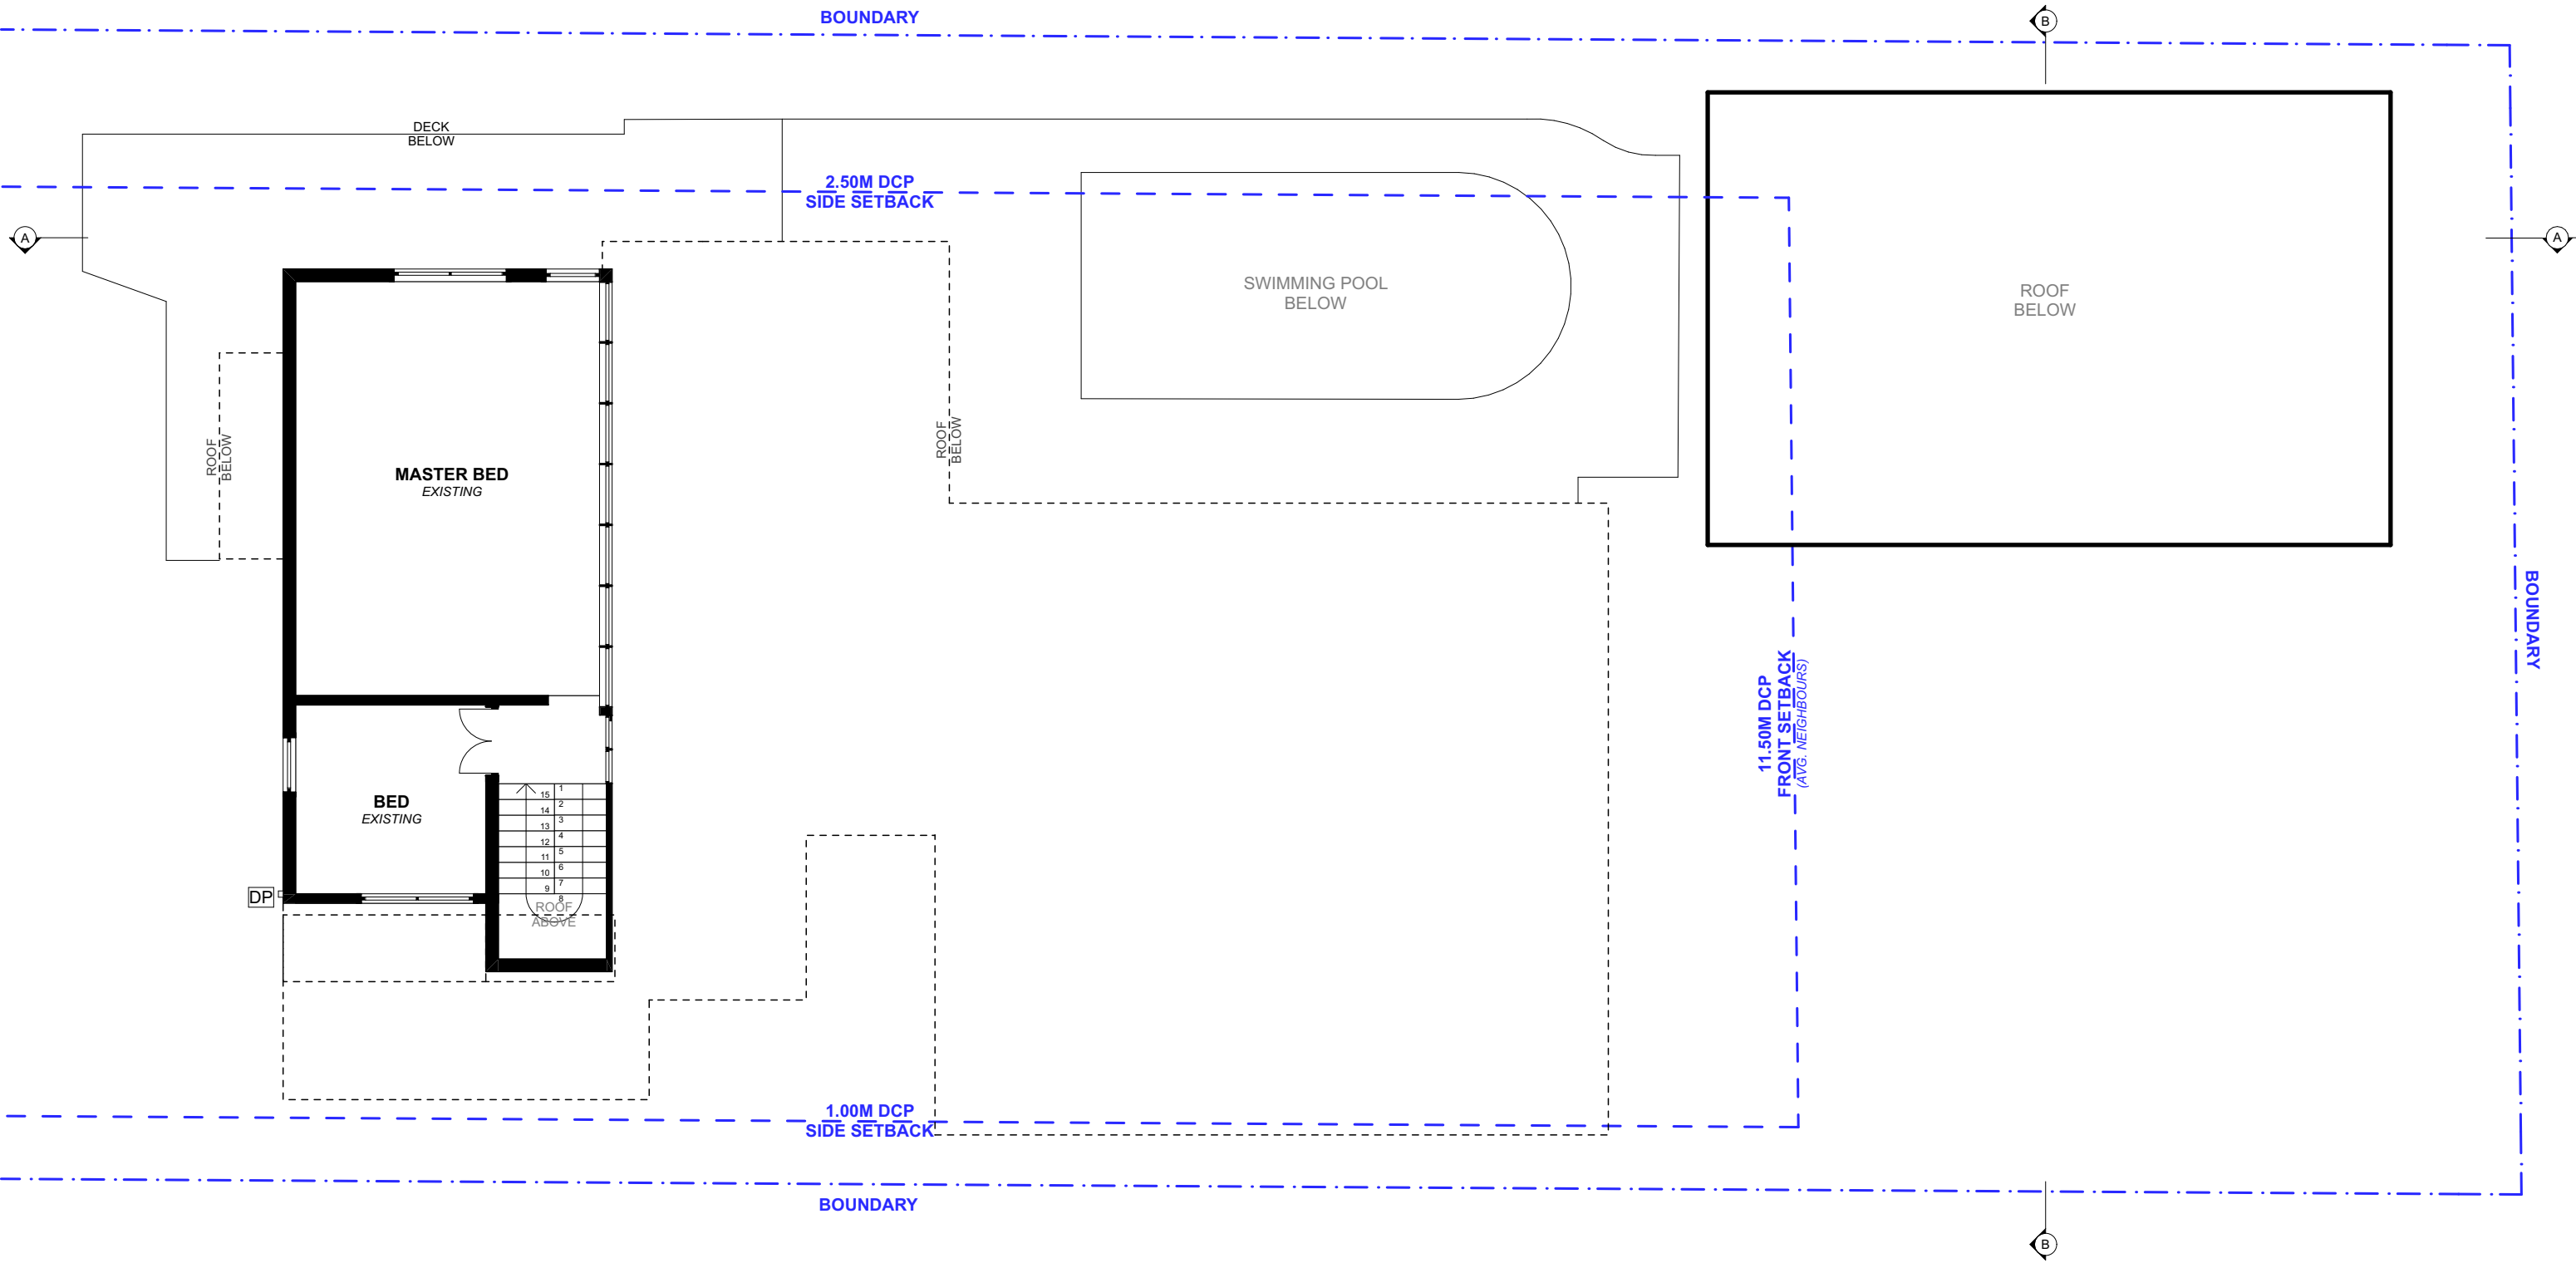 BOUNDARY
B
DECK
BELOW
2.50M DCP
SIDE SETBACK
A
A
SWIMMING POOL
BELOW
ROOF
BELOW
ROOF
BELOW
ROOF
BELOW
MASTER BED
EXISTING
BOUNDARY
11.50M DCP
FRONT SETBACK
(AVG. NEIGHBOURS)
BED
EXISTING
15 1
14 2
13 3
12 4
11 5
10 6
9 7
8
DP
ROOF
ABOVE
1.00M DCP
SIDE SETBACK
BOUNDARY
B